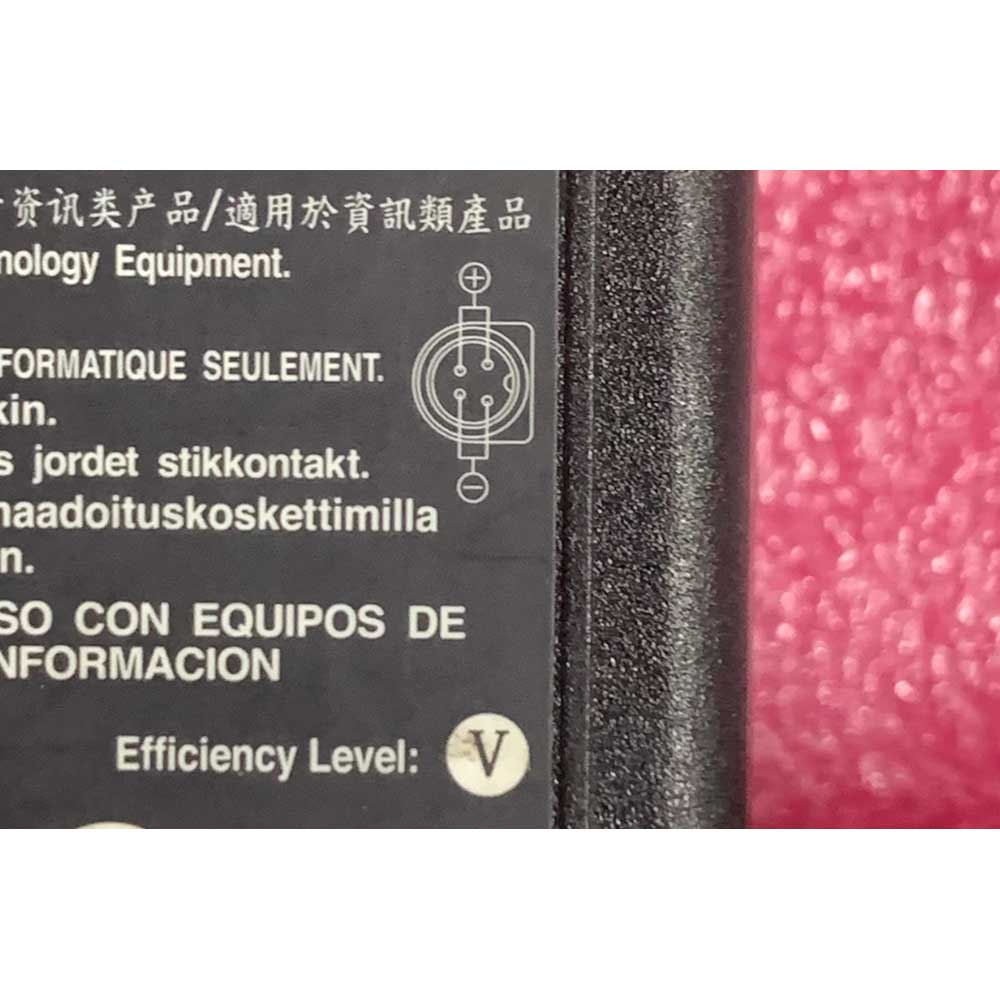 资讯类产品/適用於資訊類產品
nology Equipment.
+
FORMATIQUE SEULEMENT.
kin.
s jordet stikkontakt.
−
naadoituskoskettimilla
n.
SO CON EQUIPOS DE
NFORMACION
Efficiency Level: V